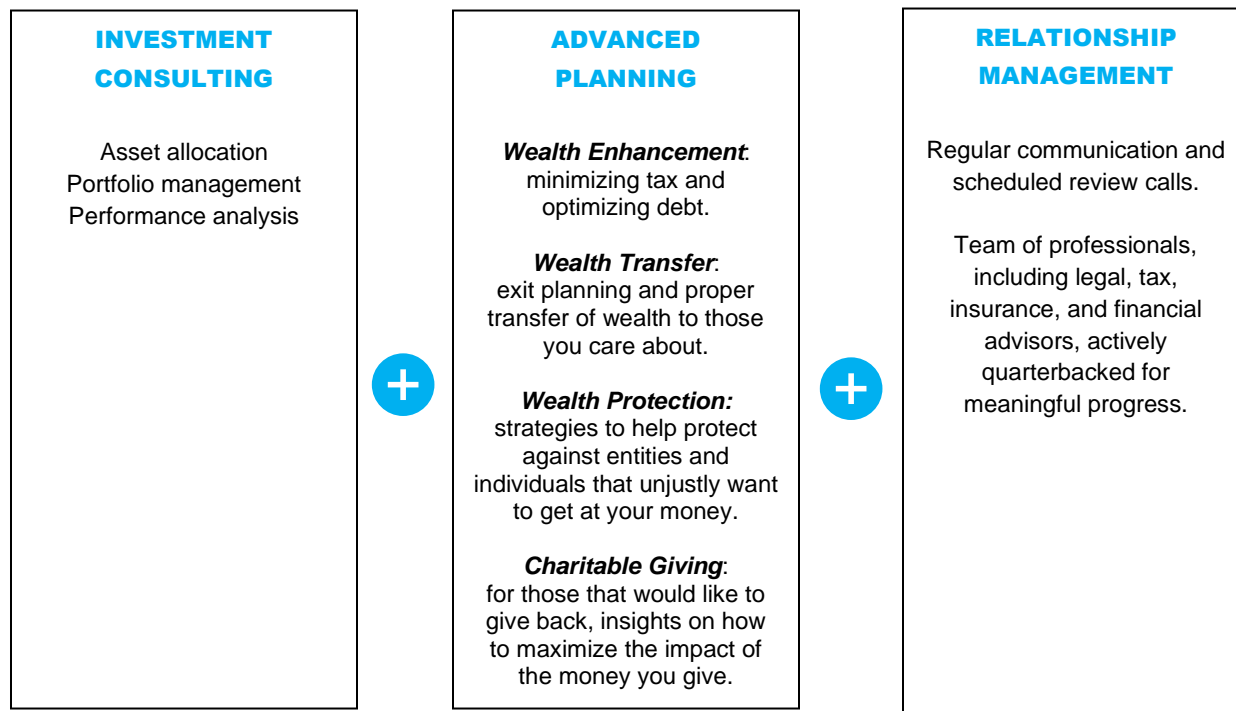 INVESTMENT
CONSULTING
Asset allocation
Portfolio management
Performance analysis
+
ADVANCED
PLANNING
Wealth Enhancement:
minimizing tax and
optimizing debt.
Wealth Transfer:
exit planning and proper
transfer of wealth to those
you care about.
Wealth Protection:
strategies to help protect
against entities and
individuals that unjustly want
to get at your money.
Charitable Giving:
for those that would like to
give back, insights on how
to maximize the impact of
the money you give.
+
RELATIONSHIP
MANAGEMENT
Regular communication and
scheduled review calls.
Team of professionals,
including legal, tax,
insurance, and financial
advisors, actively
quarterbacked for
meaningful progress.